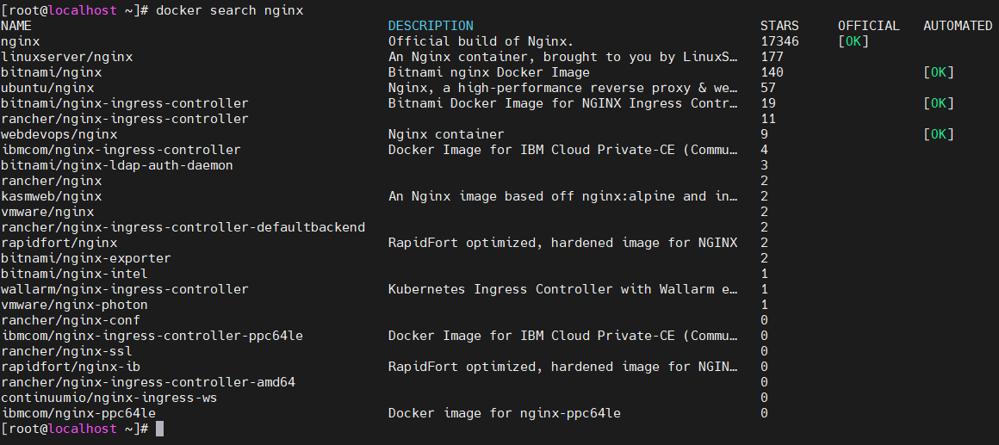 [root@localhost ~]# docker search nginx
NAME DESCRIPTION STARS OFFICIAL AUTOMATED
nginx Official build of Nginx. 17346 [OK]
linuxserver/nginx An Nginx container, brought to you by LinuxS… 177
bitnami/nginx Bitnami nginx Docker Image 140 [OK]
ubuntu/nginx Nginx, a high-performance reverse proxy & we… 57
bitnami/nginx-ingress-controller Bitnami Docker Image for NGINX Ingress Contr… 19 [OK]
rancher/nginx-ingress-controller 11
webdevops/nginx Nginx container 9 [OK]
ibmcom/nginx-ingress-controller Docker Image for IBM Cloud Private-CE (Commu… 4
bitnami/nginx-ldap-auth-daemon 3
rancher/nginx 2
kasmweb/nginx An Nginx image based off nginx:alpine and in… 2
vmware/nginx 2
rancher/nginx-ingress-controller-defaultbackend 2
rapidfort/nginx RapidFort optimized, hardened image for NGINX 2
bitnami/nginx-exporter 2
bitnami/nginx-intel 1
wallarm/nginx-ingress-controller Kubernetes Ingress Controller with Wallarm e… 1
vmware/nginx-photon 1
rancher/nginx-conf 0
ibmcom/nginx-ingress-controller-ppc64le Docker Image for IBM Cloud Private-CE (Commu… 0
rancher/nginx-ssl 0
rapidfort/nginx-ib RapidFort optimized, hardened image for NGIN… 0
rancher/nginx-ingress-controller-amd64 0
continuumio/nginx-ingress-ws 0
ibmcom/nginx-ppc64le Docker image for nginx-ppc64le 0
[root@localhost ~]#